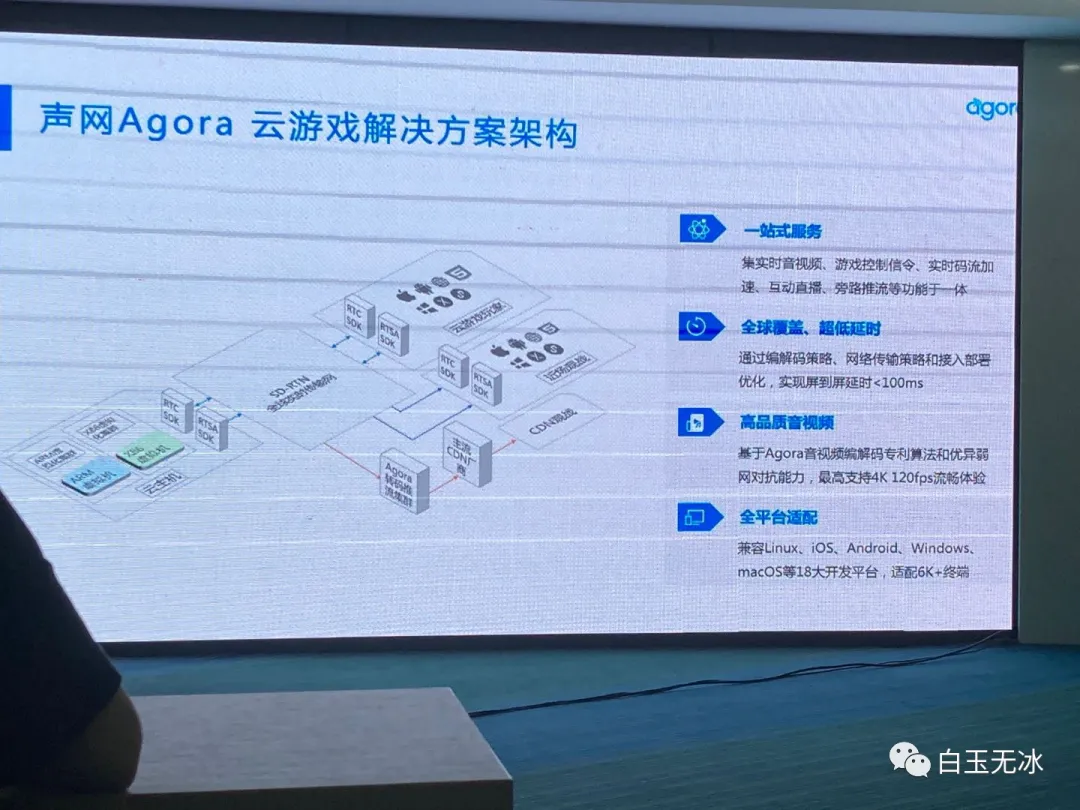 声网Agora 云游戏解决方案架构
agor
一站式服务
集实时音视频、游戏控制信令、实时码流加
速、互动直播、旁路推流等功能于一体
全球覆盖、超低延时
通过编解码策略、网络传输策略和接入部署
优化，实现屏到屏延时<100ms
高品质音视频
基于Agora音视频编解码专利算法和优异弱
网对抗能力，最高支持4K 120fps流畅体验
全平台适配
兼容Linux、iOS、Android、Windows、
macOS等18大开发平台，适配6K+终端
RTC
SDK
RTSA
SDK
云游戏玩家
RTC
SDK
RTSA
SDK
SD-RTN
全球实时传输网
RTC
SDK
RTSA
SDK
CDN观众
主流
CDN厂
商
Agora
转码推
流集群
ARM
虚拟机
X86
虚拟机
云主机
白玉无冰